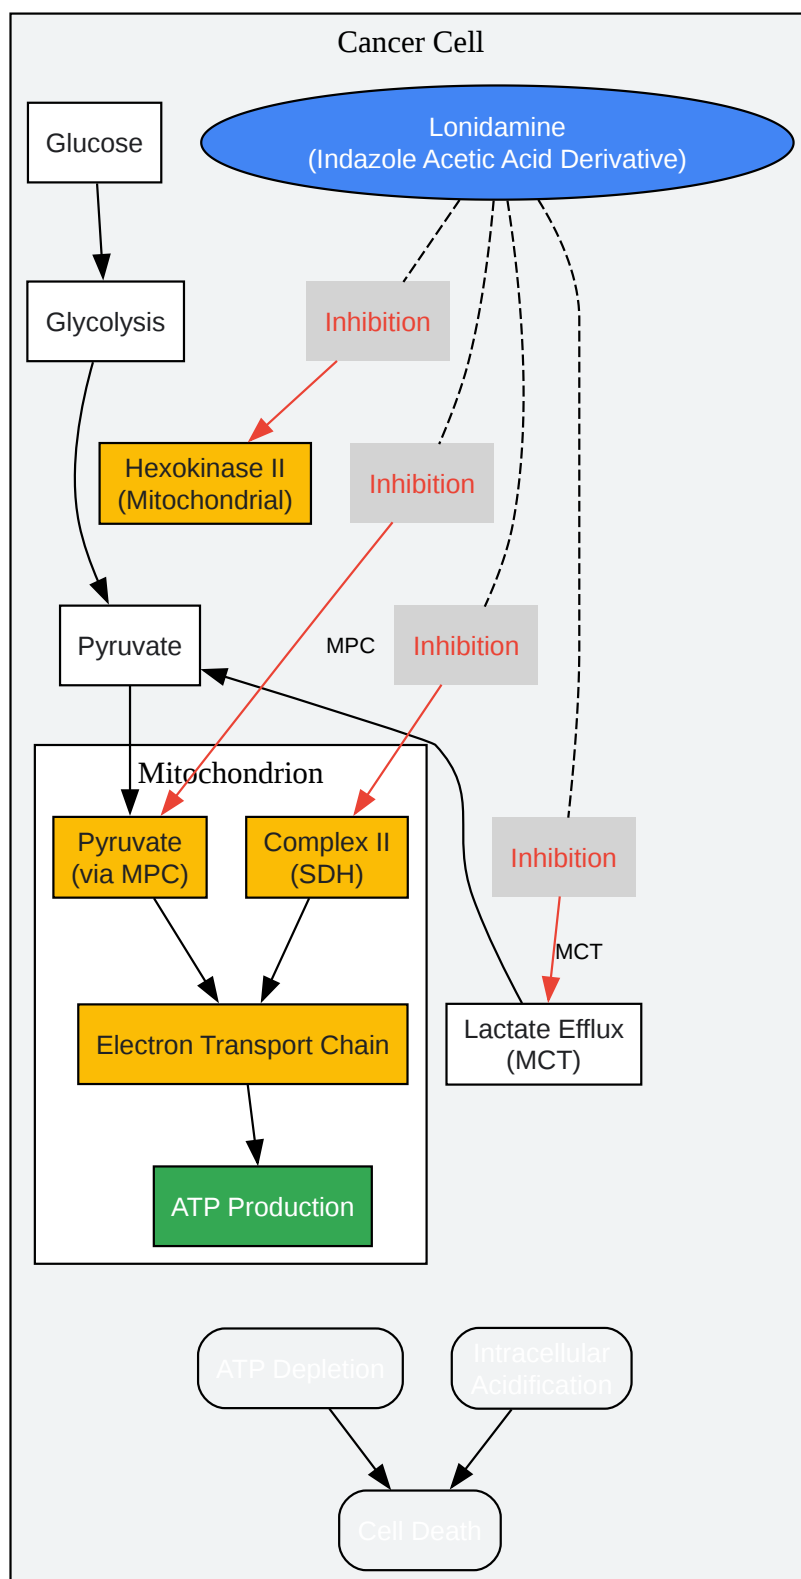 Cancer Cell
Lonidamine
(Indazole Acetic Acid Derivative)
Glucose
Glycolysis
Inhibition
Hexokinase II
(Mitochondrial)
Inhibition
Pyruvate
MPC
Inhibition
Mitochondrion
Pyruvate
(via MPC)
Complex II
(SDH)
Inhibition
MCT
Electron Transport Chain
Lactate Efflux
(MCT)
ATP Production
ATP Depletion
Intracellular
Acidification
Cell Death